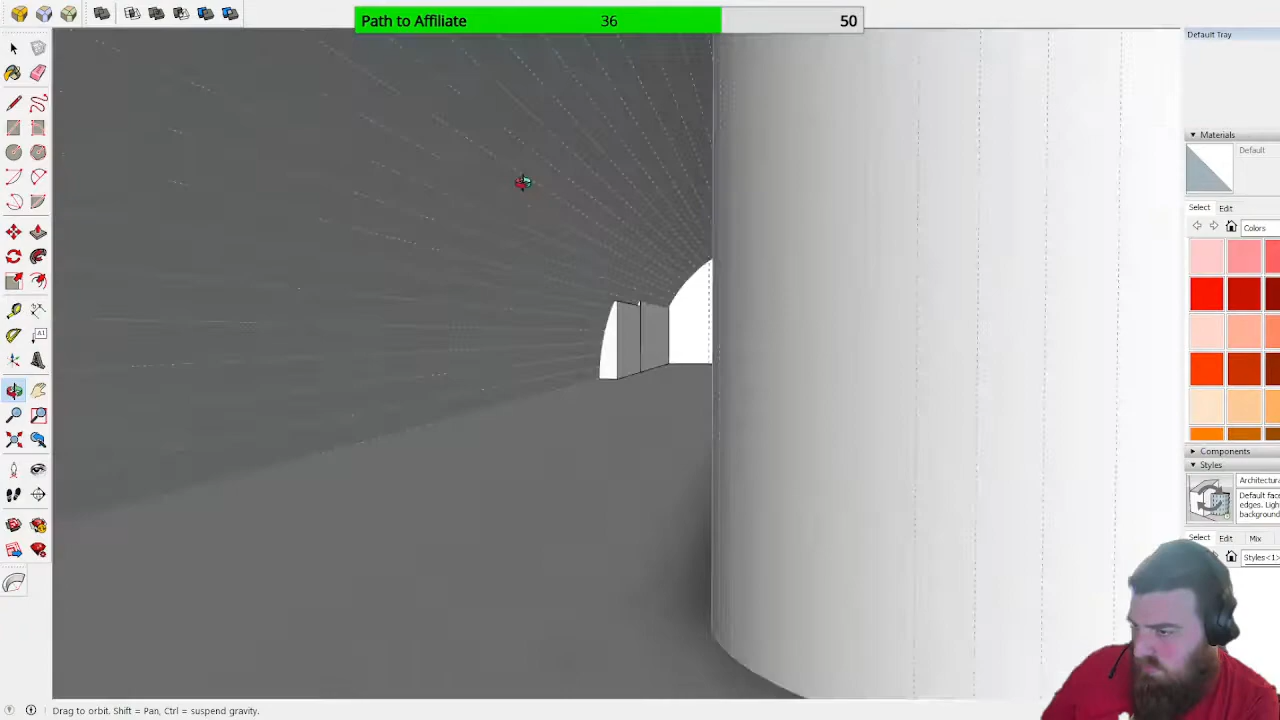 Path to Affiliate 36 50
Default Tray
Materials
Default
Select Edit
Colors
Components
Styles
Architectura
Default face
edges. Ligh
background
Select Edit Mix
Styles<1>
Drag to orbit. Shift = Pan, Ctrl = suspend gravity.